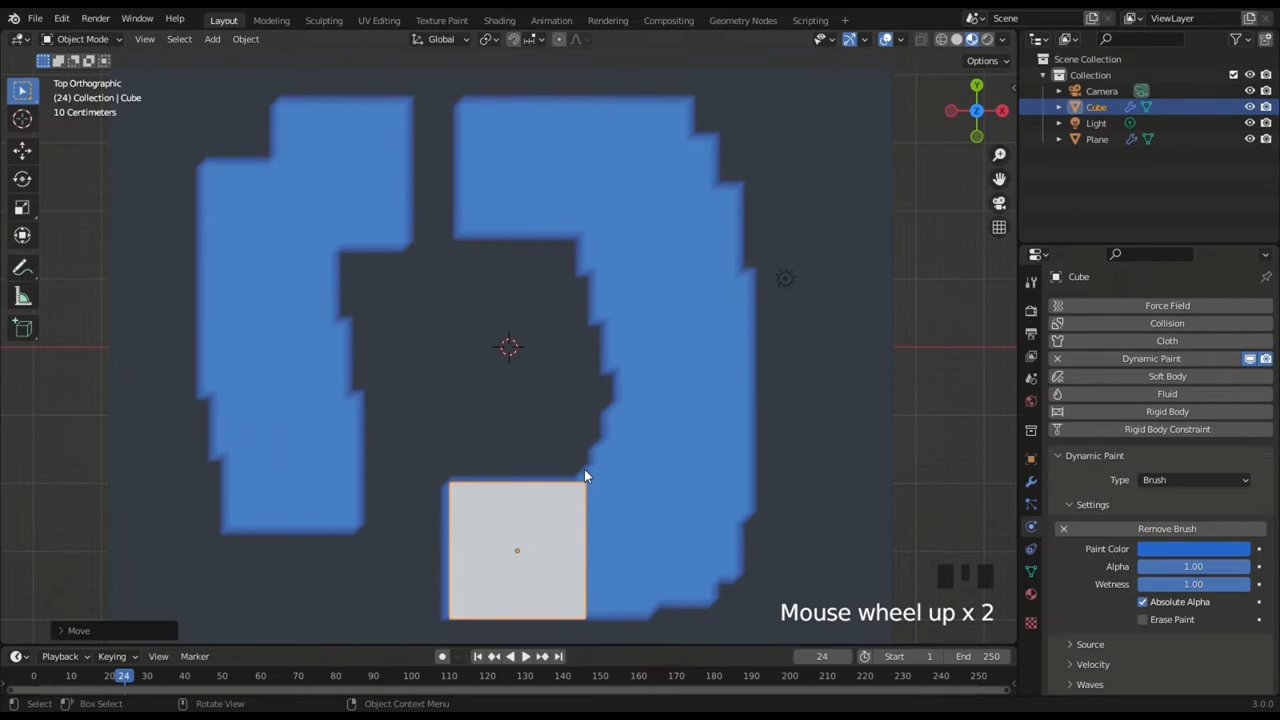 File Edit Render Window Help Layout Modeling Sculpting UV Editing Texture Paint Shading Animation Rendering Compositing Geometry Nodes Scripting + Scene ViewLayer
Object Mode View Select Add Object Global
Options
Top Orthographic
(24) Collection | Cube
10 Centimeters
Y
Z
X
Mouse wheel up x 2
> Move
Scene Collection
Collection
Camera
Cube
Light
Plane
Cube
Force Field
Collision
Cloth
Dynamic Paint
Soft Body
Fluid
Rigid Body
Rigid Body Constraint
Dynamic Paint
Type Brush
Settings
Remove Brush
Paint Color
Alpha 1.00
Wetness 1.00
Absolute Alpha
Erase Paint
Source
Velocity
Waves
Playback Keying View Marker 24 Start 1 End 250
0 10 20 24 30 40 50 60 70 80 90 100 110 120 130 140 150 160 170 180 190 200 210 220 230 240 250
Select Box Select Rotate View Object Context Menu 3.0.0